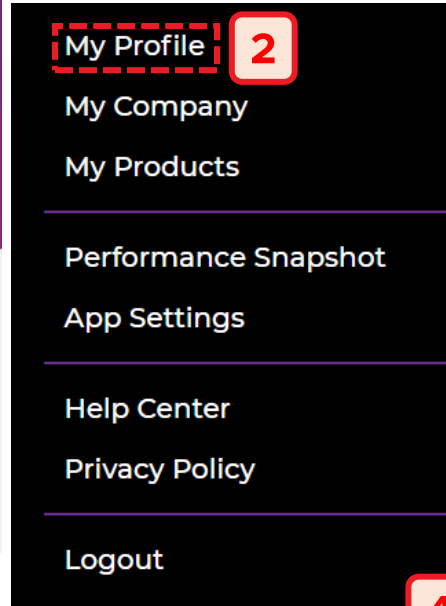 My Profile 2
My Company
My Products
Performance Snapshot
App Settings
Help Center
Privacy Policy
Logout